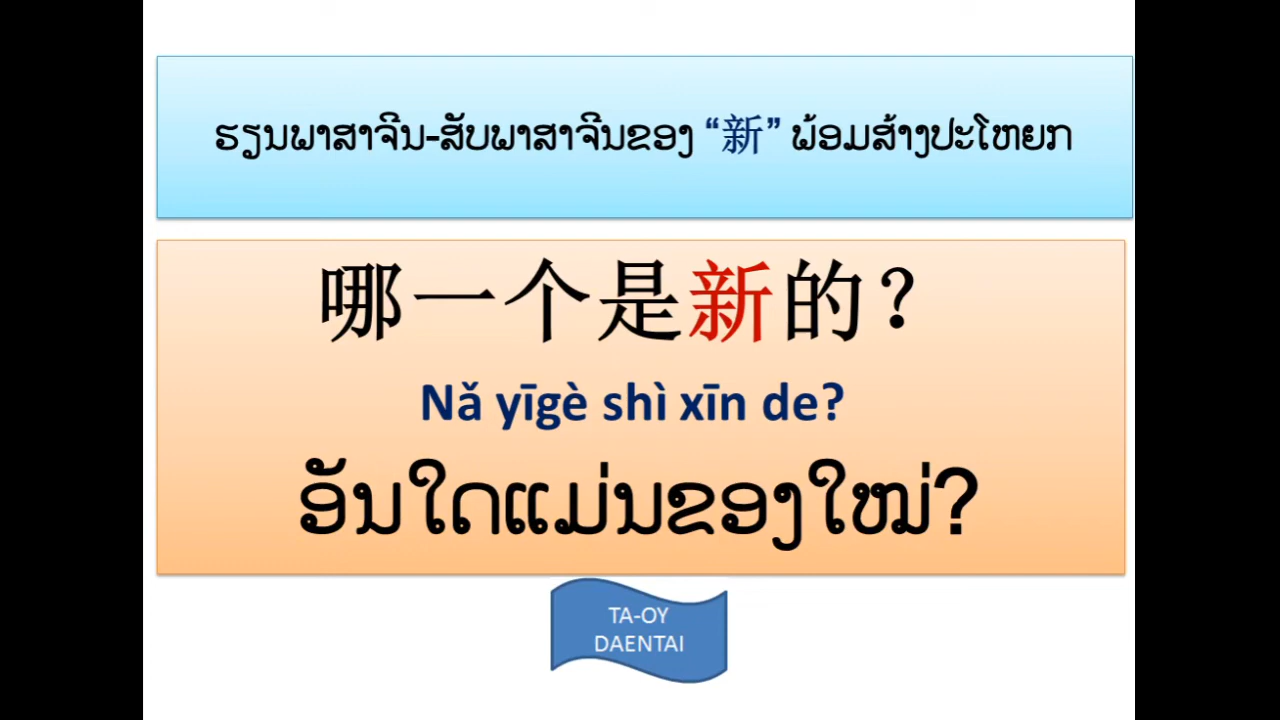 ຮຽນພາສາຈີນ-ສັບພາສາຈີນຂອງ “新” ພ້ອມສ້າງປະໂຫຍກ
哪一个是新的？
Nǎ yīgè shì xīn de?
ອັນໃດແມ່ນຂອງໃໝ່?
TA-OY
DAENTAI